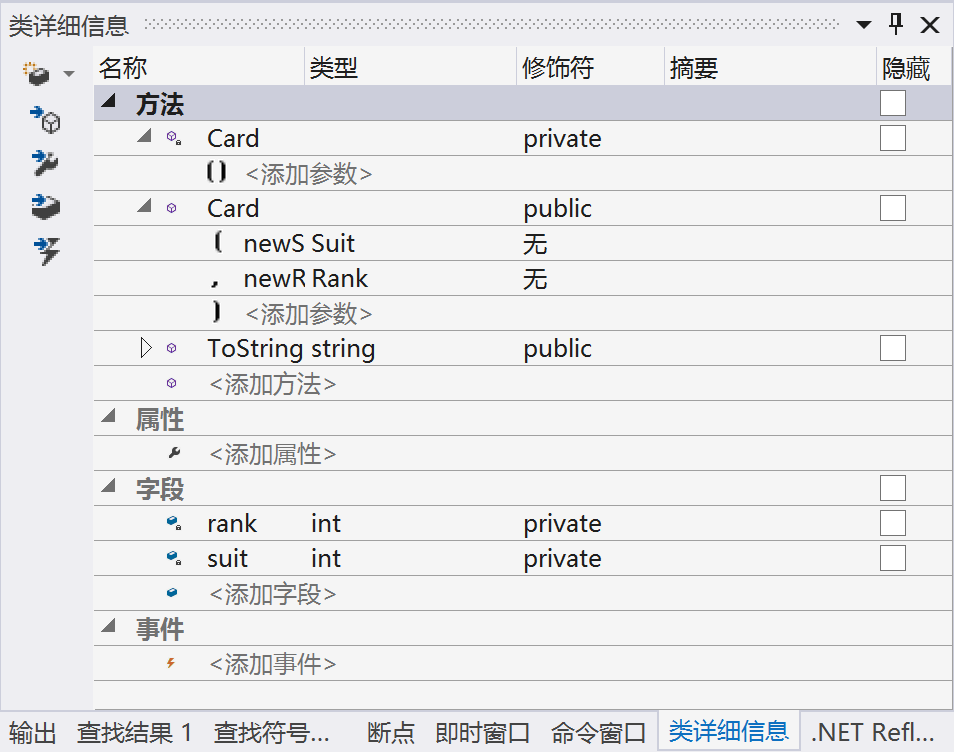 类详细信息
名称 类型 修饰符 摘要 隐藏
方法
Card private
() <添加参数>
Card public
( newS Suit 无
, newR Rank 无
) <添加参数>
ToString string public
<添加方法>
属性
<添加属性>
字段
rank int private
suit int private
<添加字段>
事件
<添加事件>
输出 查找结果 1 查找符号... 断点 即时窗口 命令窗口 类详细信息 .NET Refl...